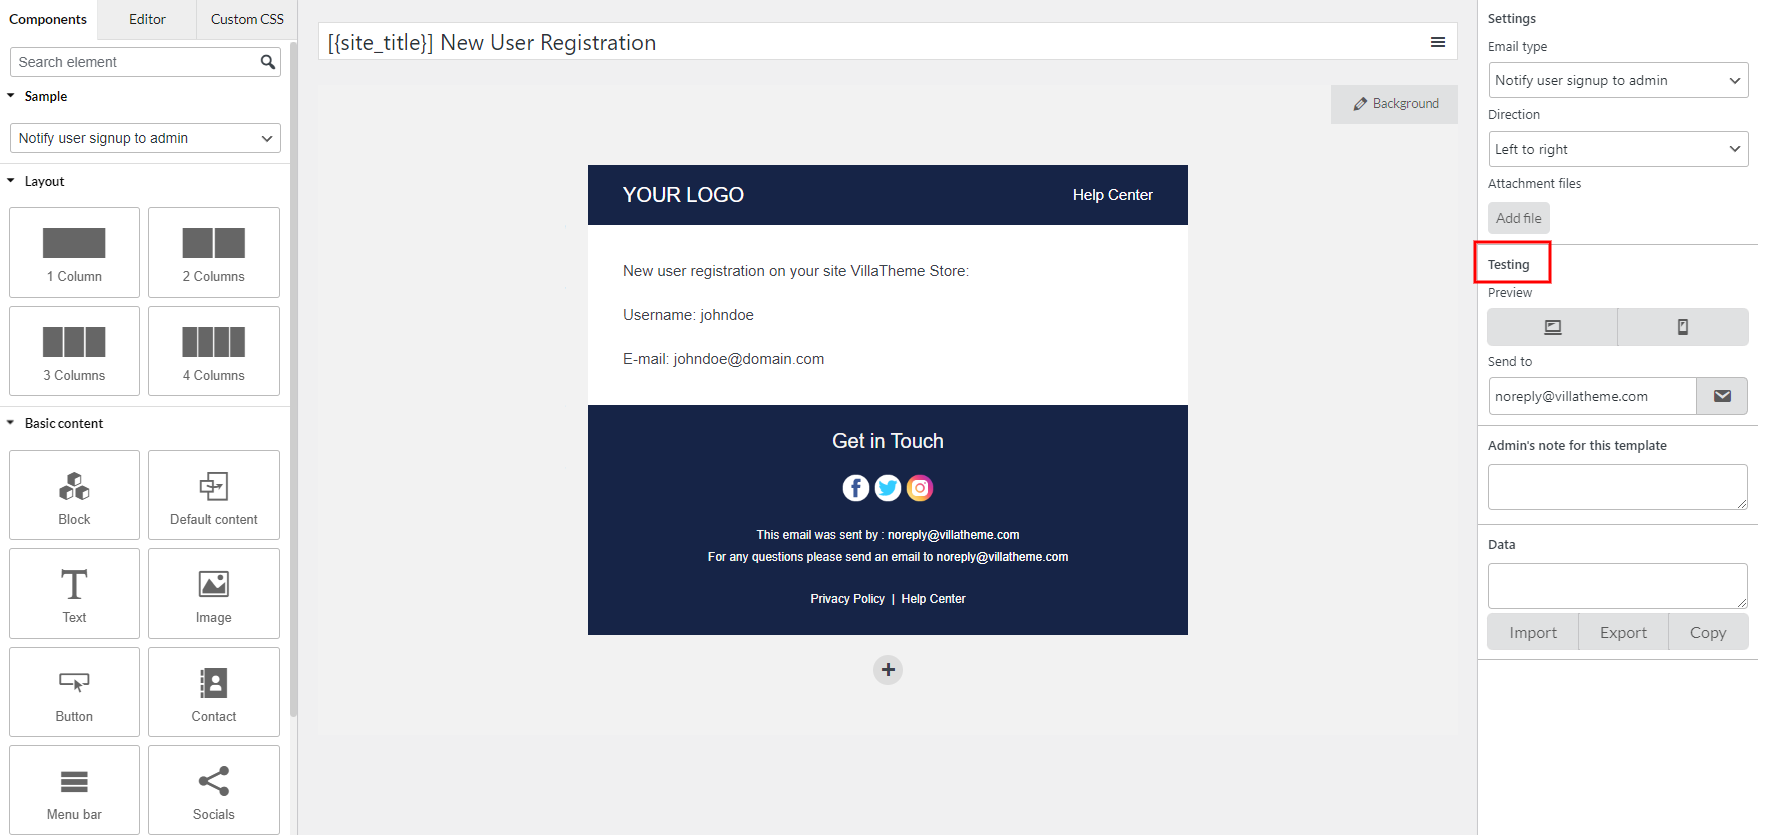 Components
Editor
Custom CSS
Search element
Sample
Notify user signup to admin
Layout
1 Column
2 Columns
3 Columns
4 Columns
Basic content
Block
Default content
Text
Image
Button
Contact
Menu bar
Socials
[{site_title}] New User Registration
Background
YOUR LOGO
Help Center
New user registration on your site VillaTheme Store:
Username: johndoe
E-mail: johndoe@domain.com
Get in Touch
This email was sent by : noreply@villatheme.com
For any questions please send an email to noreply@villatheme.com
Privacy Policy | Help Center
Settings
Email type
Notify user signup to admin
Direction
Left to right
Attachment files
Add file
Testing
Preview
Send to
noreply@villatheme.com
Admin's note for this template
Data
Import
Export
Copy